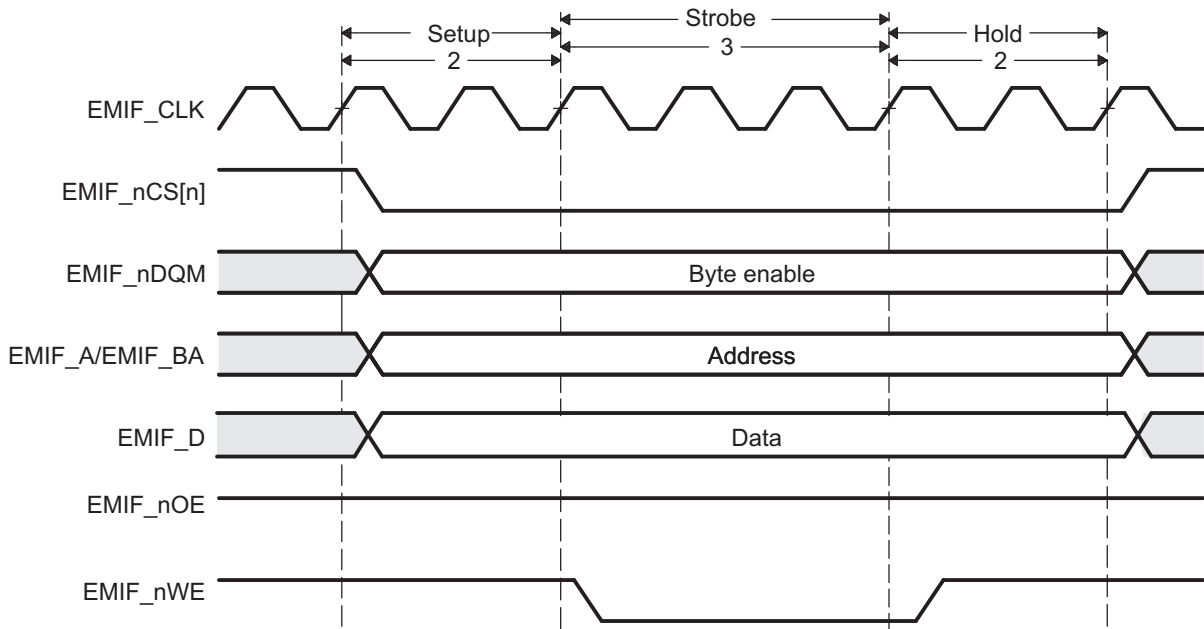 Setup
2
Strobe
3
Hold
2
EMIF_CLK
EMIF_nCS[n]
EMIF_nDQM
Byte enable
EMIF_A/EMIF_BA
Address
EMIF_D
Data
EMIF_nOE
EMIF_nWE